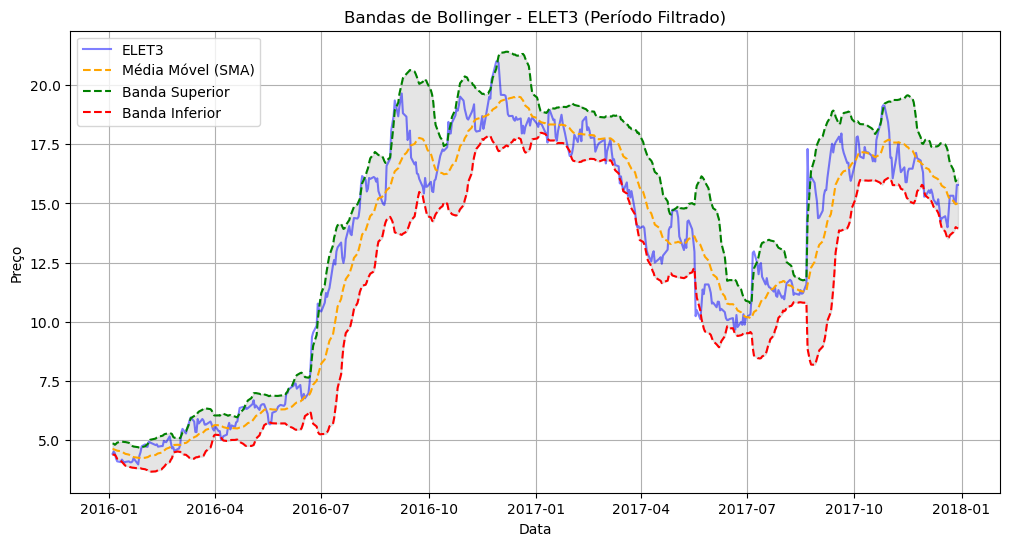 Bandas de Bollinger - ELET3 (Período Filtrado)
ELET3
Média Móvel (SMA)
Banda Superior
Banda Inferior
Preço
20.0
17.5
15.0
12.5
10.0
7.5
5.0
2016-01 2016-04 2016-07 2016-10 2017-01 2017-04 2017-07 2017-10 2018-01
Data